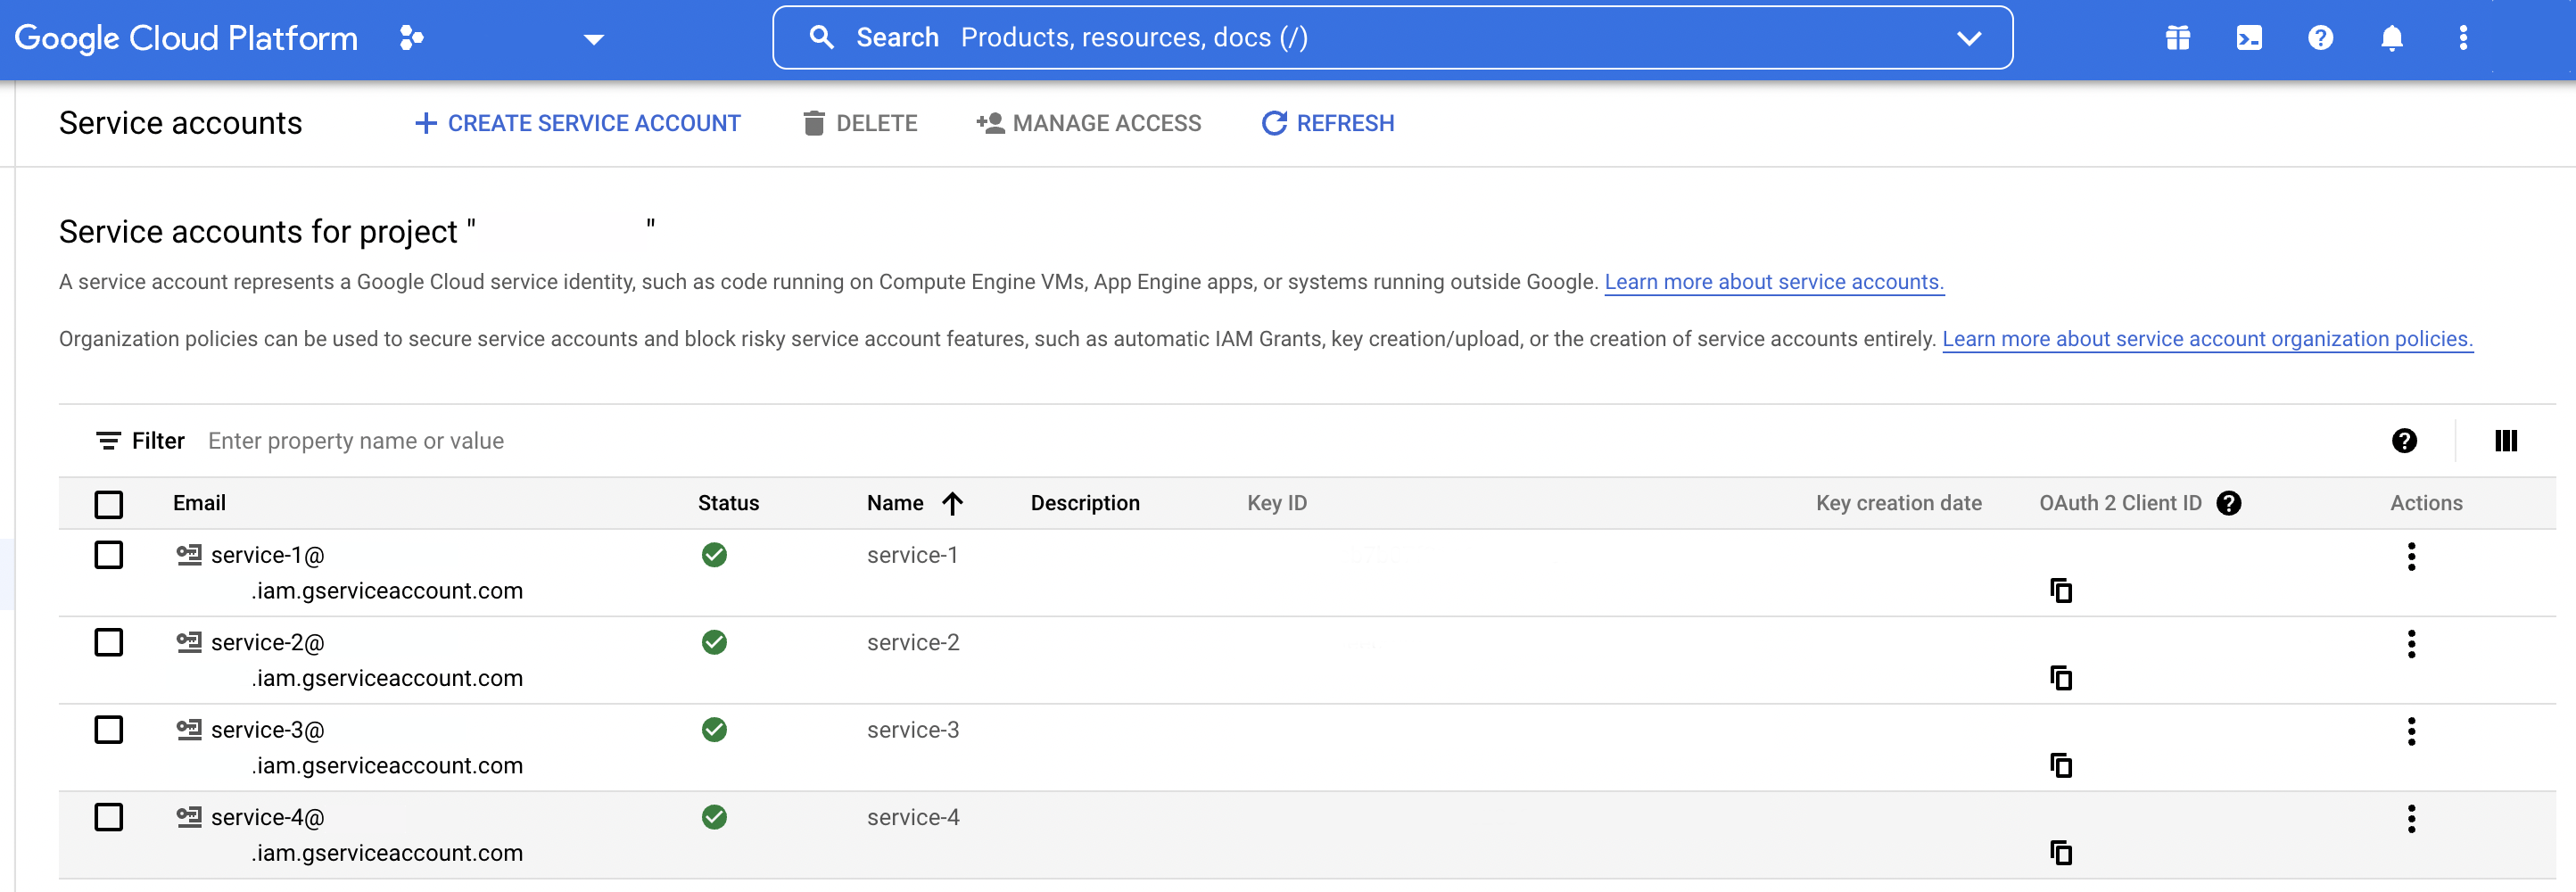 Google Cloud Platform
Search Products, resources, docs (/)
Service accounts
CREATE SERVICE ACCOUNT
DELETE
MANAGE ACCESS
REFRESH
Service accounts for project " "
A service account represents a Google Cloud service identity, such as code running on Compute Engine VMs, App Engine apps, or systems running outside Google. Learn more about service accounts.
Organization policies can be used to secure service accounts and block risky service account features, such as automatic IAM Grants, key creation/upload, or the creation of service accounts entirely. Learn more about service account organization policies.
Filter Enter property name or value
Email Status Name Description Key ID Key creation date OAuth 2 Client ID Actions
service-1@ service-1
.iam.gserviceaccount.com
service-2@ service-2
.iam.gserviceaccount.com
service-3@ service-3
.iam.gserviceaccount.com
service-4@ service-4
.iam.gserviceaccount.com